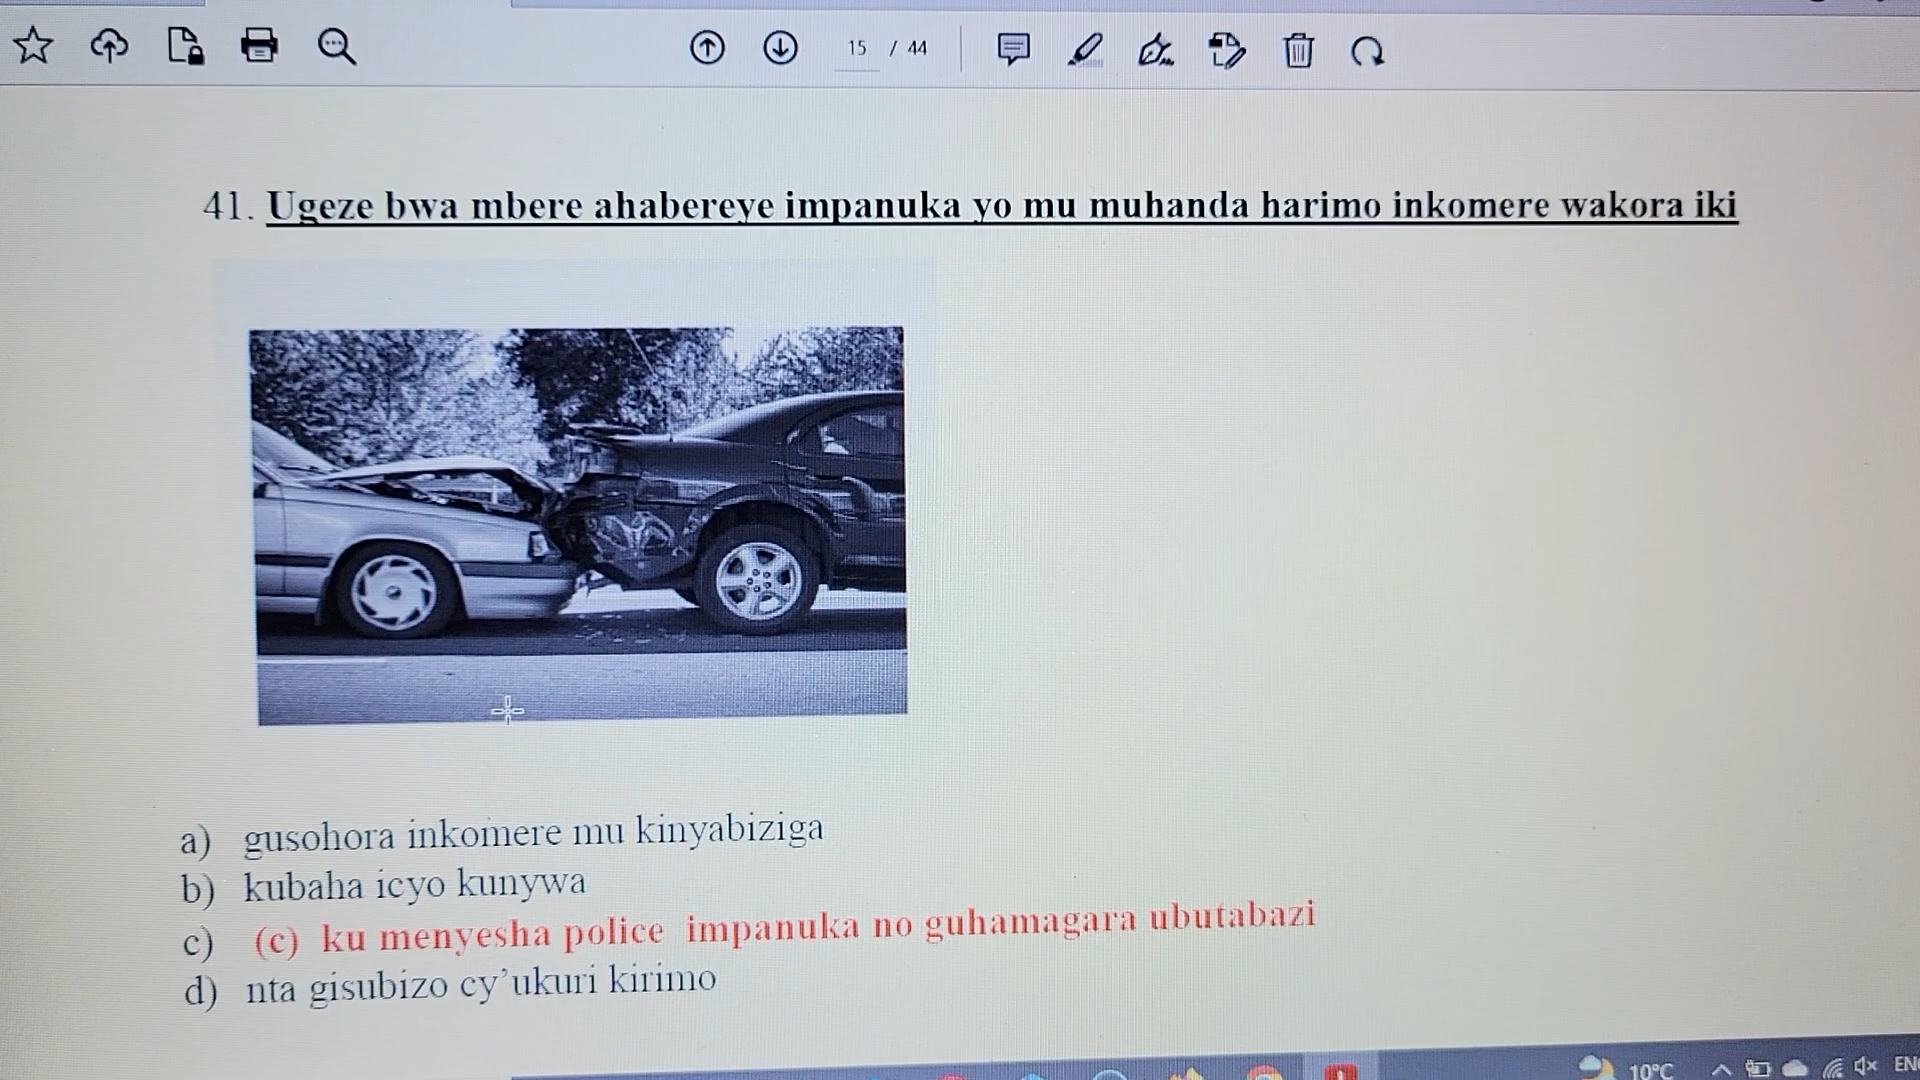 15 / 44
41. Ugeze bwa mbere ahabereye impanuka yo mu muhanda harimo inkomere wakora iki
a) gusohora inkomere mu kinyabiziga
b) kubaha icyo kunywa
c) (c) ku menyesha police impanuka no guhamagara ubutabazi
d) nta gisubizo cy’ukuri kirimo
10°C